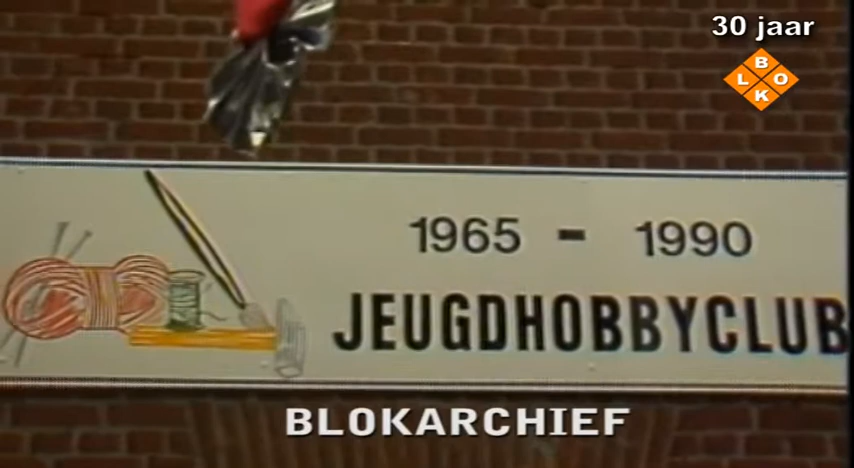 30 jaar
B
L O
K
1965 - 1990
JEUGDHOBBYCLUB
BLOKARCHIEF